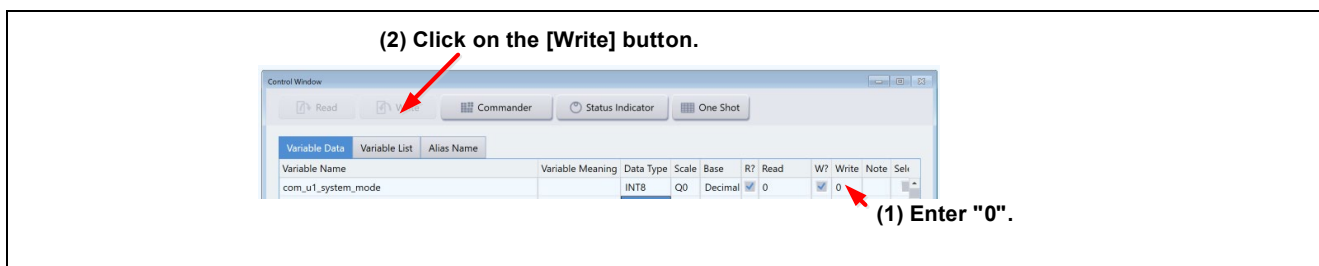 (2) Click on the [Write] button.
Control Window
Read Write Commander Status Indicator One Shot
Variable Data Variable List Alias Name
Variable Name Variable Meaning Data Type Scale Base R? Read W? Write Note Sele
com_u1_system_mode INT8 Q0 Decimal 0 0
(1) Enter "0".